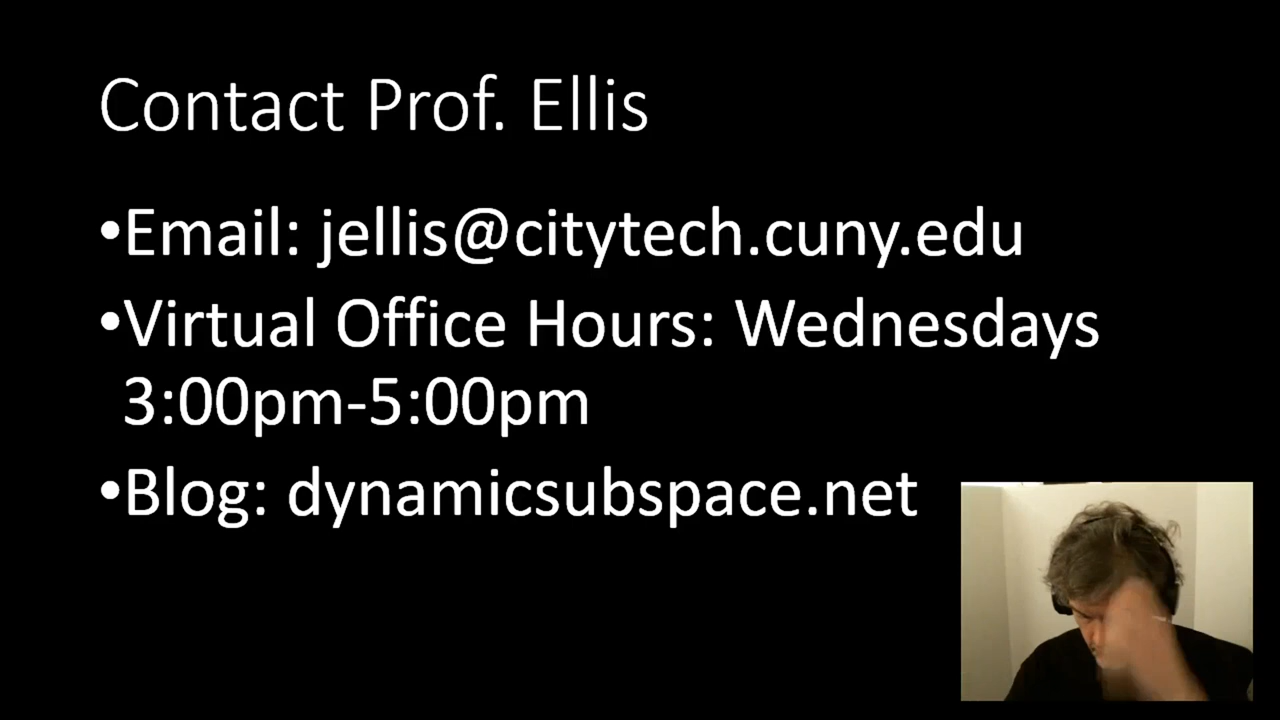 Contact Prof. Ellis
•Email: jellis@citytech.cuny.edu
•Virtual Office Hours: Wednesdays
3:00pm-5:00pm
•Blog: dynamicsubspace.net